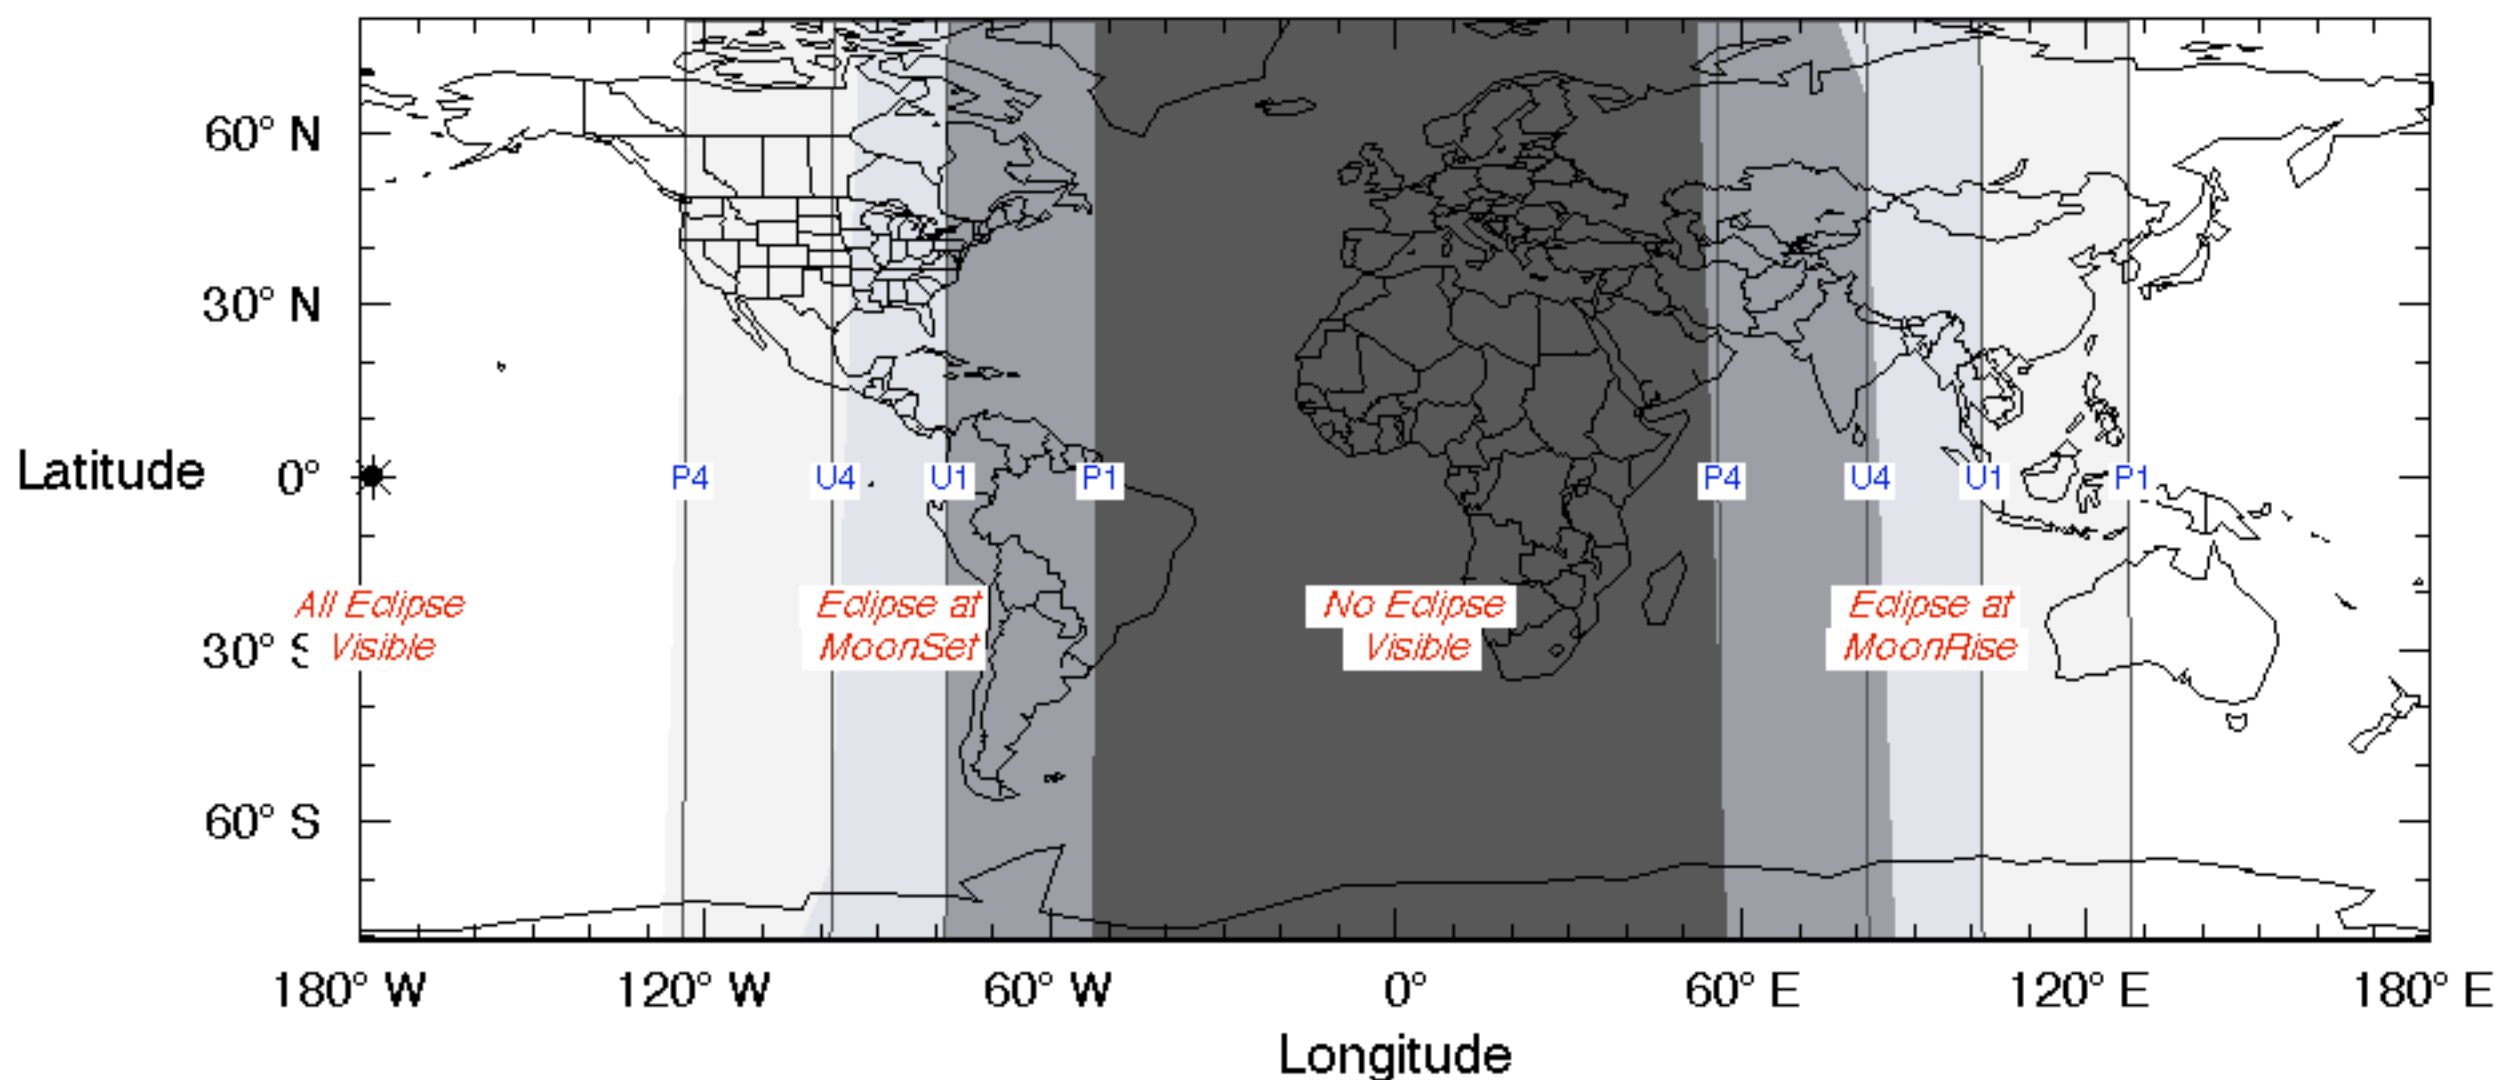 60° N
30° N
Latitude 0°
P4 U4 U1 P1 P4 U4 U1 P1
All Eclipse Visible
Eclipse at MoonSet
No Eclipse Visible
Eclipse at MoonRise
30° S
60° S
180° W 120° W 60° W 0° 60° E 120° E 180° E
Longitude